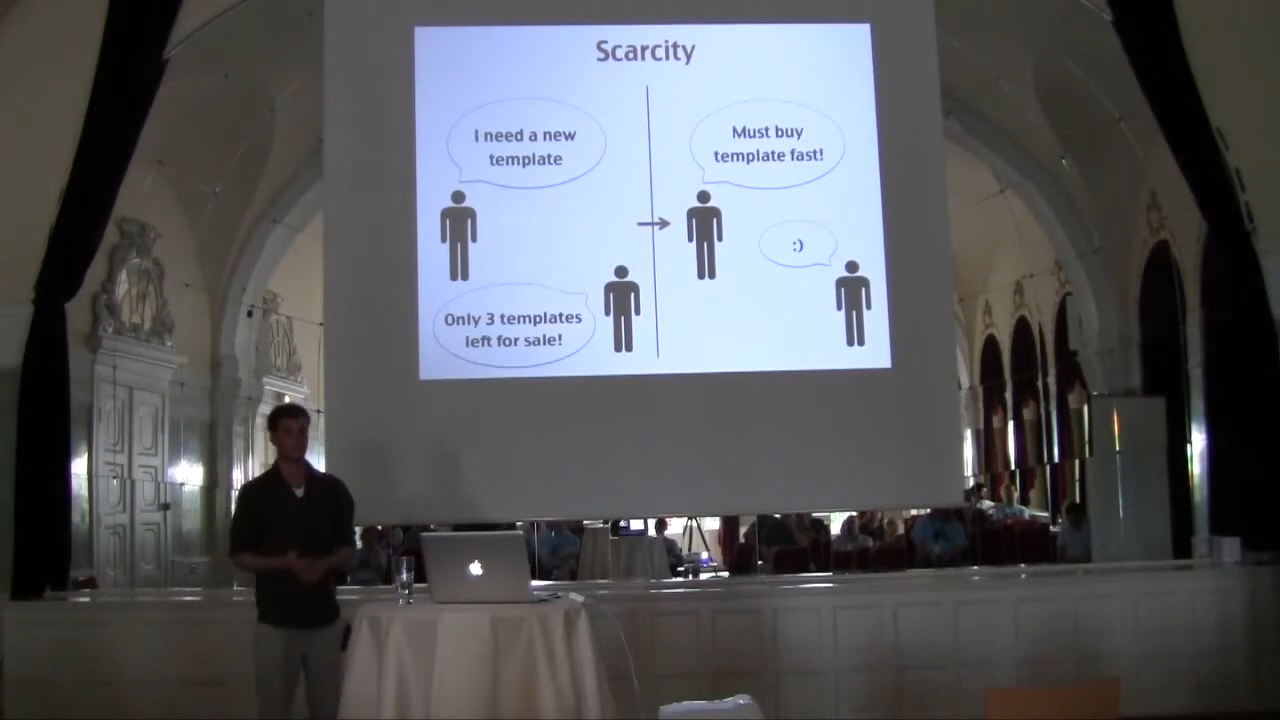 Scarcity
I need a new
template
Only 3 templates
left for sale!
Must buy
template fast!
:)